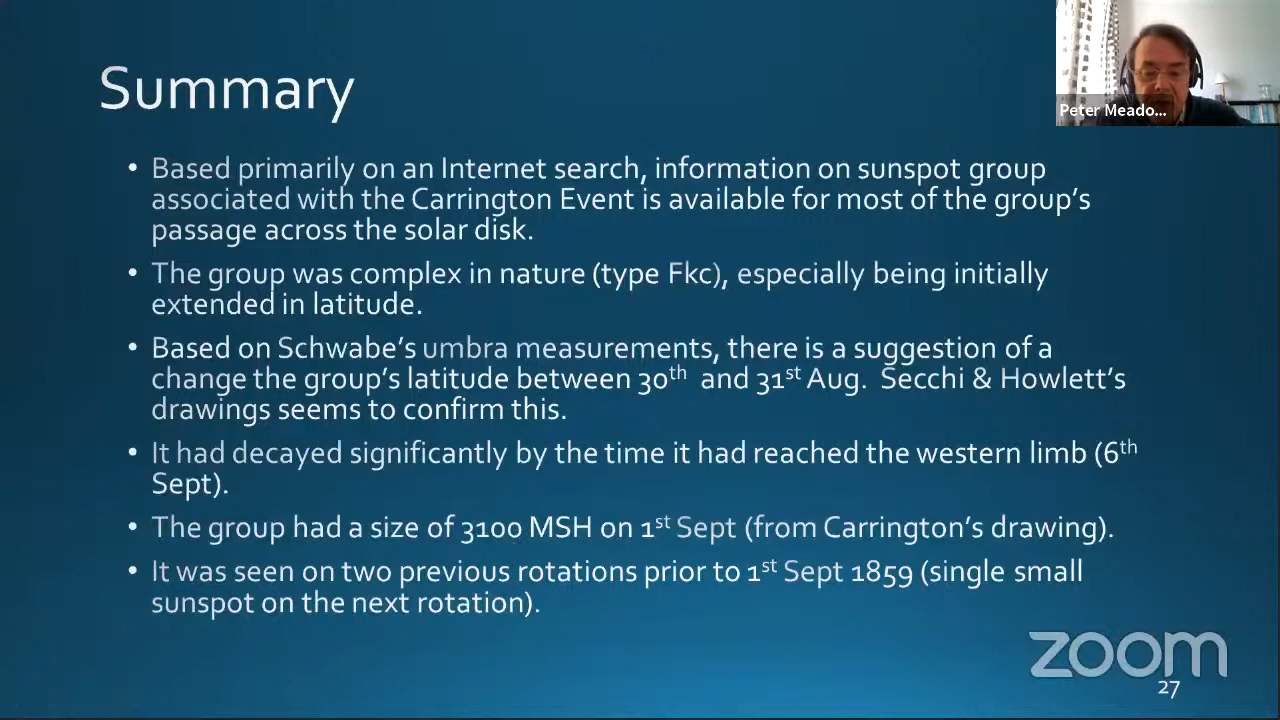 Summary
Peter Meado...
• Based primarily on an Internet search, information on sunspot group
associated with the Carrington Event is available for most of the group's
passage across the solar disk.
• The group was complex in nature (type Fkc), especially being initially
extended in latitude.
• Based on Schwabe's umbra measurements, there is a suggestion of a
change the group's latitude between 30th and 31st Aug. Secchi & Howlett's
drawings seems to confirm this.
• It had decayed significantly by the time it had reached the western limb (6th
Sept).
• The group had a size of 3100 MSH on 1st Sept (from Carrington's drawing).
• It was seen on two previous rotations prior to 1st Sept 1859 (single small
sunspot on the next rotation).
zoom
27